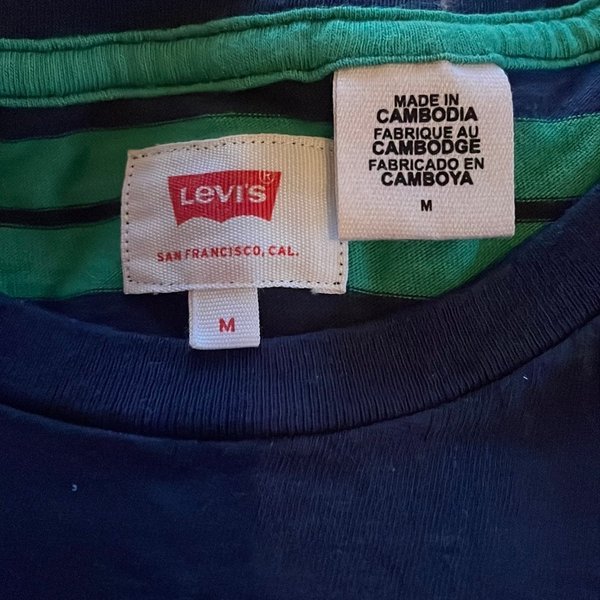 Levi's®
SAN FRANCISCO, CAL.
M
MADE IN
CAMBODIA
FABRIQUE AU
CAMBODGE
FABRICADO EN
CAMBOYA
M